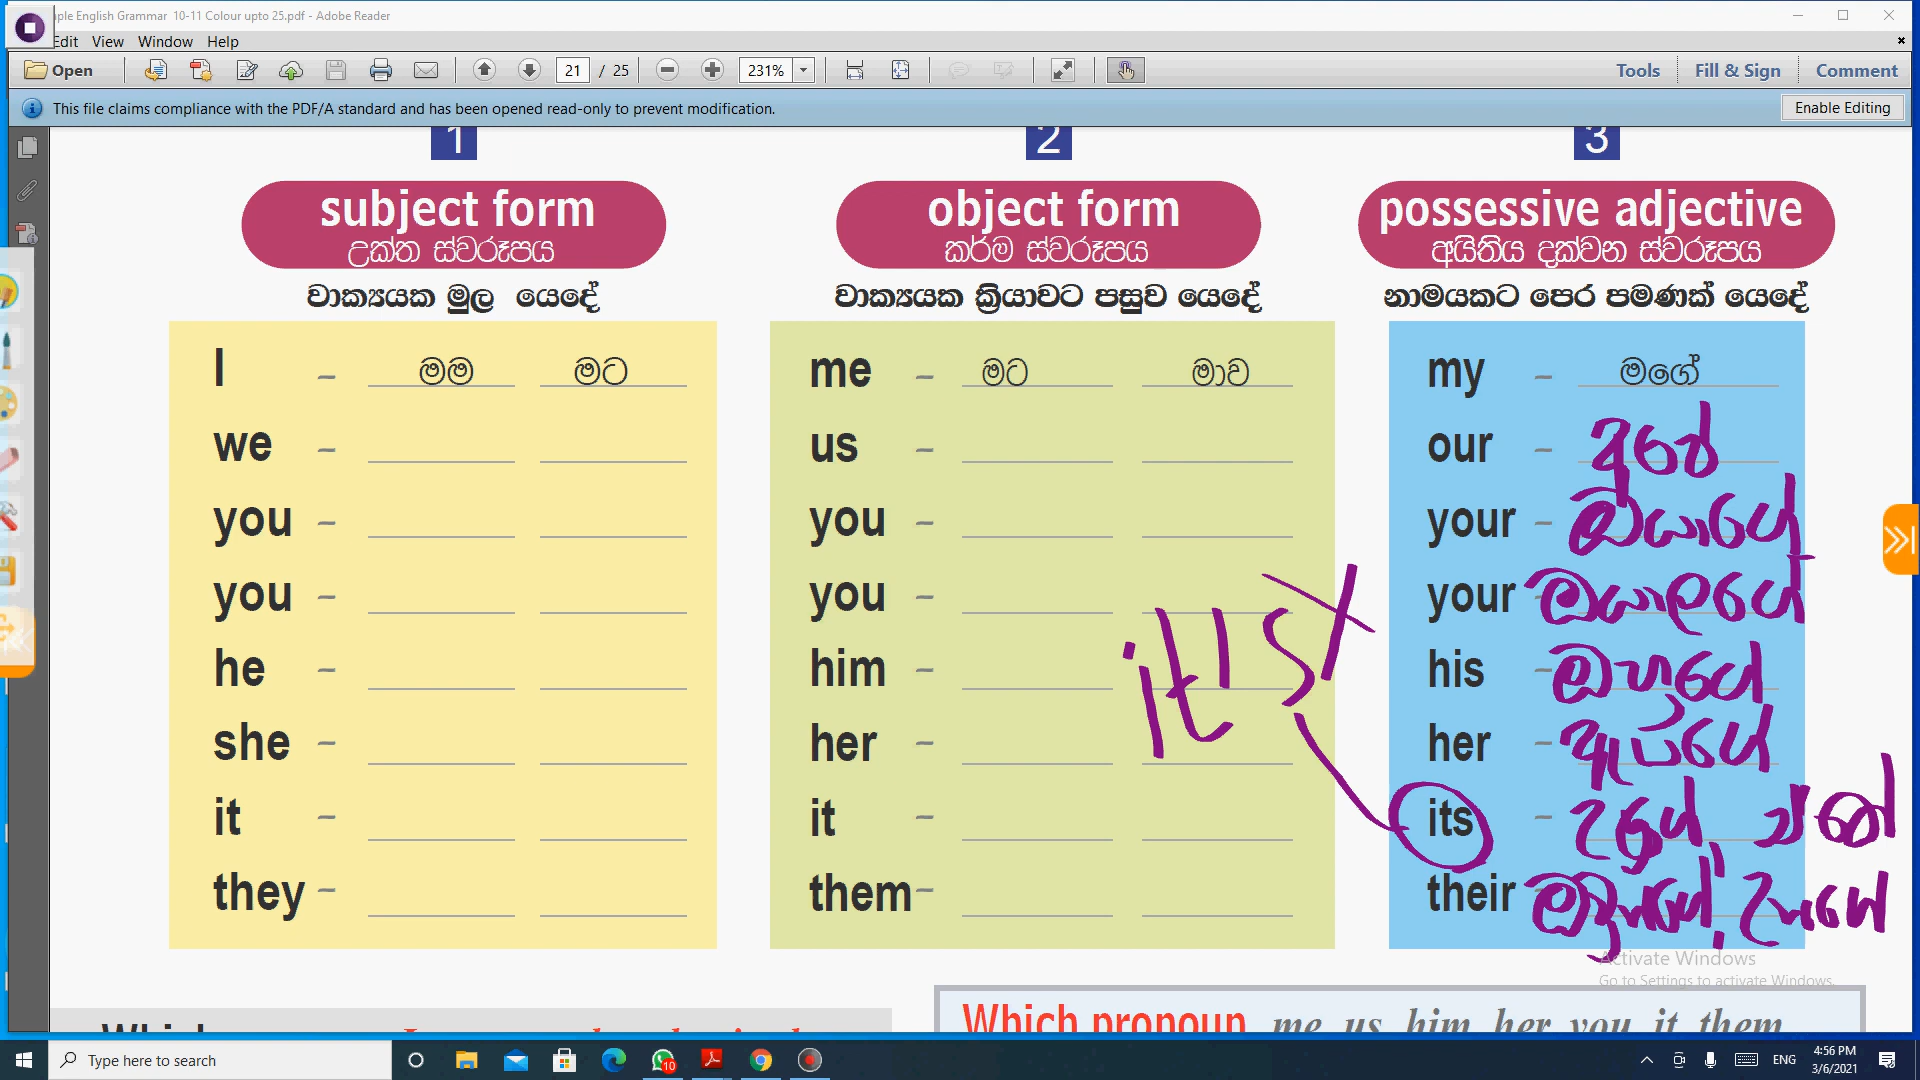 ple English Grammar 10-11 Colour upto 25.pdf - Adobe Reader
Edit View Window Help
Open 21 / 25 231% Tools Fill & Sign Comment
This file claims compliance with the PDF/A standard and has been opened read-only to prevent modification. Enable Editing
1 2 3
subject form object form possessive adjective
උක්ත ස්වරූපය කර්ම ස්වරූපය අයිතිය දක්වන ස්වරූපය
වාක්‍යයක මුල යෙදේ වාක්‍යයක ක්‍රියාවට පසුව යෙදේ නාමයකට පෙර පමණක් යෙදේ
I – මම මට me – මට මාව my – මගේ
we – us – our – අපේ
you – you – your – ඔයාගේ
you – you – your – ඔයාලගේ
he – him – it's his – ඔහුගේ
she – her – her – ඇයගේ
it – it – its –
they – them – their
Activate Windows
Go to Settings to activate Windows.
Which pronoun me us him her you it them
Type here to search 10 ENG 4:56 PM
3/6/2021